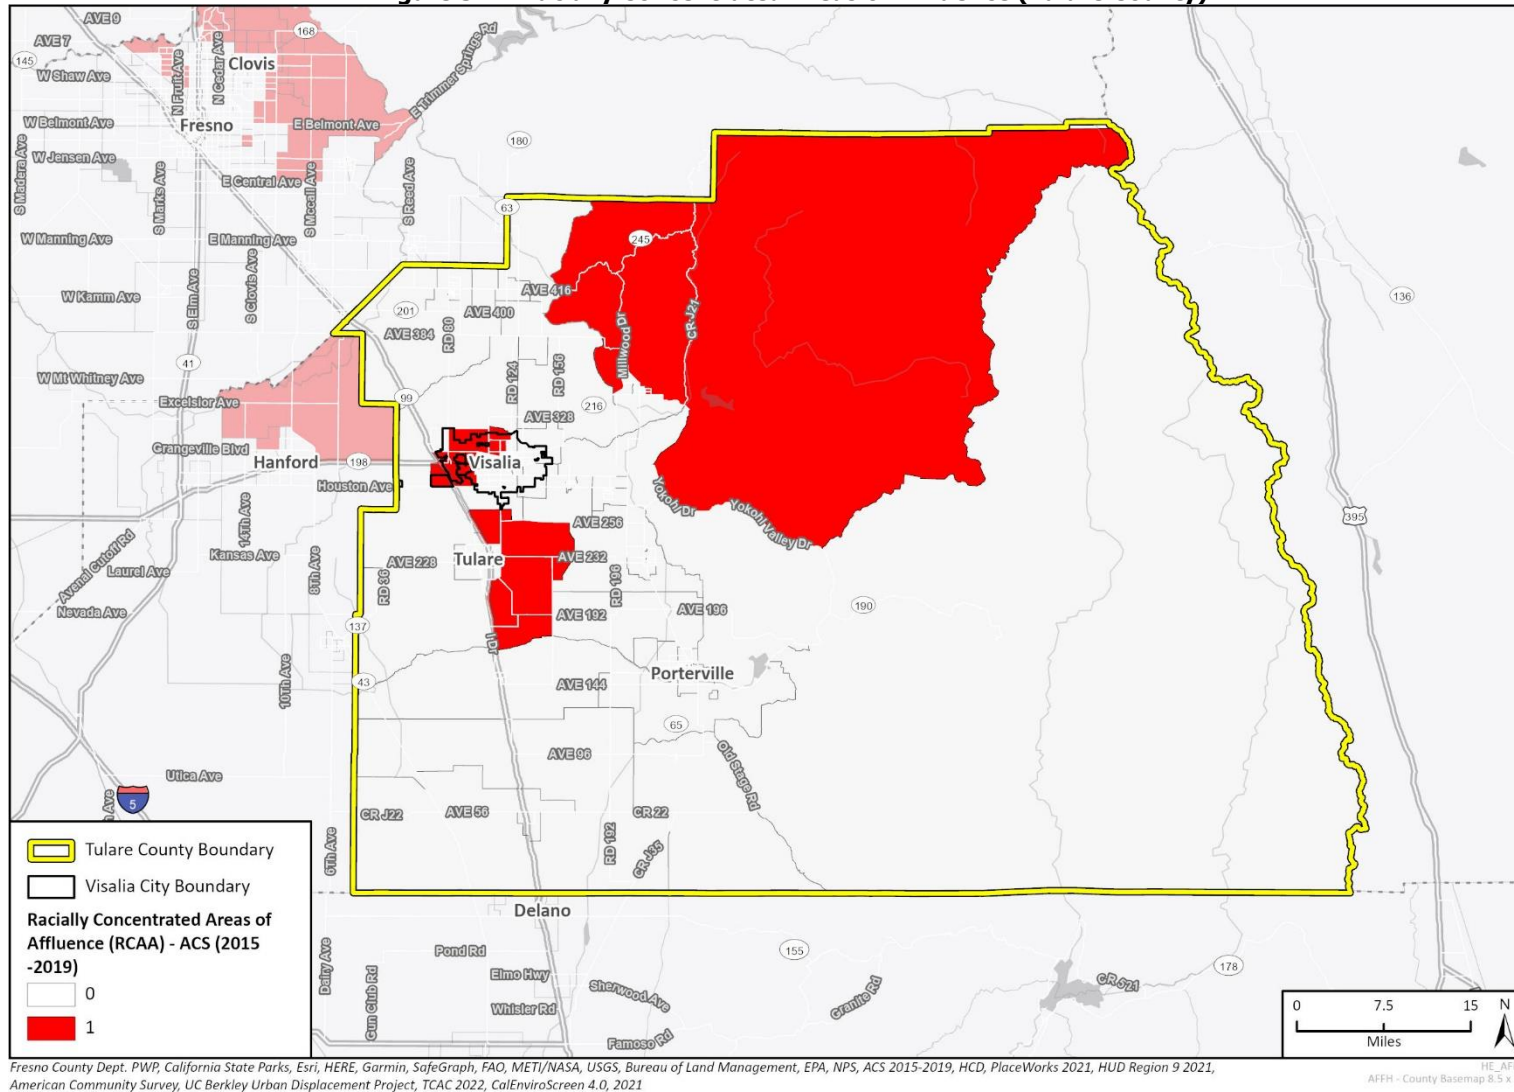 AVE 9
168
AVE 7
145
Clovis
W Shaw Ave
N Fruit Ave
N Cedar Ave
E Trimmer Springs Rd
W Belmont Ave
Fresno
E Belmont Ave
180
W Jensen Ave
S Madera Ave
S Marks Ave
E Central Ave
S Mccall Ave
S Reed Ave
63
W Manning Ave
E Manning Ave
245
S Clovis Ave
S Elm Ave
W Kamm Ave
AVE 416
136
201
AVE 400
CR J21
Millwood Dr
AVE 384
RD 80
41
RD 124
RD 156
W Mt Whitney Ave
99
216
Excelsior Ave
AVE 328
Grangeville Blvd
Hanford
198
Visalia
Houston Ave
Yokohl Dr
Yokohl Valley Dr
395
14Th Ave
AVE 256
Avenal Cutoff Rd
Kansas Ave
Laurel Ave
8Th Ave
AVE 228
Tulare
AVE 232
RD 36
RD 196
Nevada Ave
AVE 192
AVE 196
190
137
I Dr
10Th Ave
43
AVE 144
Porterville
65
Old Stage Rd
AVE 96
Utica Ave
5
CR J22
AVE 56
CR 22
6Th Ave
RD 192
CR J35
Tulare County Boundary
Visalia City Boundary
Racially Concentrated Areas of
Affluence (RCAA) - ACS (2015
-2019)
0
1
Delano
Pond Rd
155
Dairy Ave
Gun Club Rd
Elmo Hwy
Sherwood Ave
Granite Rd
CR 521
178
Whisler Rd
Famoso Rd
0 7.5 15
Miles
N
Fresno County Dept. PWP, California State Parks, Esri, HERE, Garmin, SafeGraph, FAO, METI/NASA, USGS, Bureau of Land Management, EPA, NPS, ACS 2015-2019, HCD, PlaceWorks 2021, HUD Region 9 2021,
American Community Survey, UC Berkley Urban Displacement Project, TCAC 2022, CalEnviroScreen 4.0, 2021
AFFH - County Basemap 8.5 x